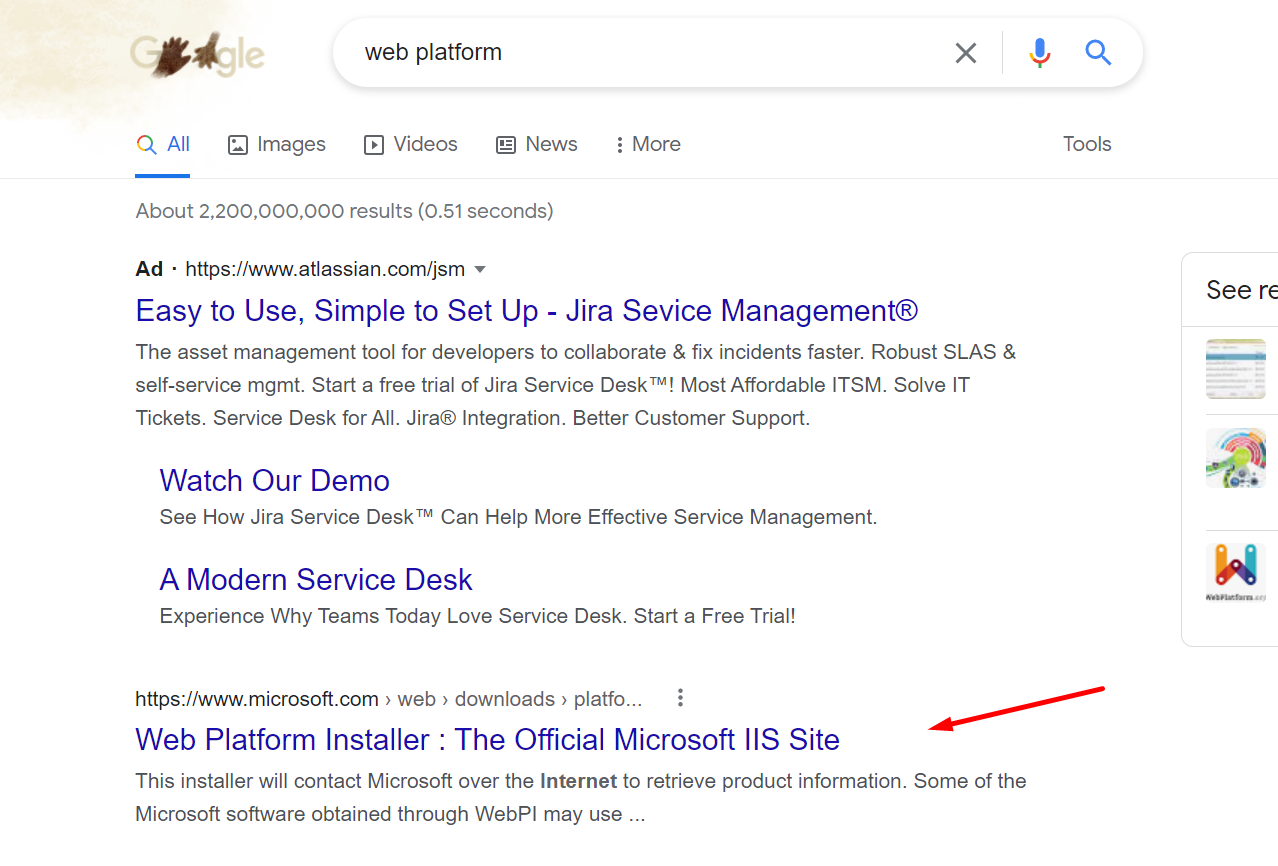 Google
web platform
All
Images
Videos
News
More
Tools
About 2,200,000,000 results (0.51 seconds)
Ad · https://www.atlassian.com/jsm
Easy to Use, Simple to Set Up - Jira Sevice Management®
The asset management tool for developers to collaborate & fix incidents faster. Robust SLAS &
self-service mgmt. Start a free trial of Jira Service Desk™! Most Affordable ITSM. Solve IT
Tickets. Service Desk for All. Jira® Integration. Better Customer Support.
Watch Our Demo
See How Jira Service Desk™ Can Help More Effective Service Management.
A Modern Service Desk
Experience Why Teams Today Love Service Desk. Start a Free Trial!
https://www.microsoft.com › web › downloads › platfo...
Web Platform Installer : The Official Microsoft IIS Site
This installer will contact Microsoft over the Internet to retrieve product information. Some of the
Microsoft software obtained through WebPI may use ...
See re
WebPlatform.org